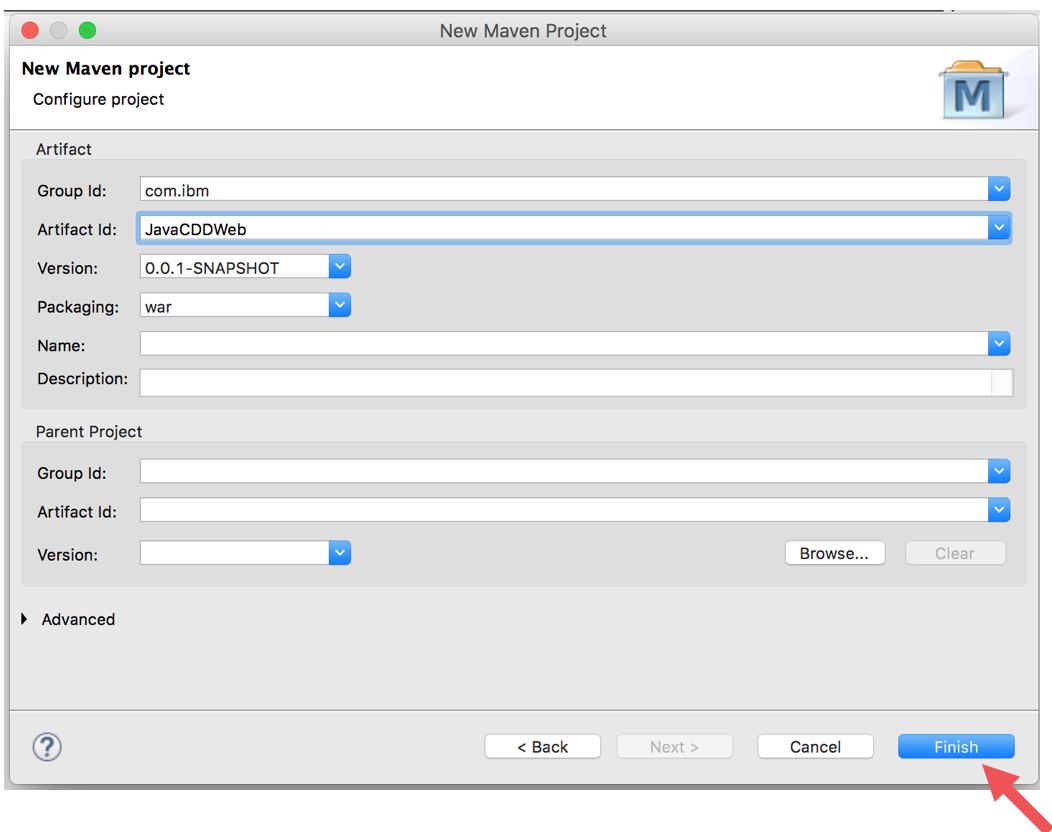 New Maven Project
New Maven project
Configure project
M
Artifact
Group Id: com.ibm
Artifact Id: JavaCDDWeb
Version: 0.0.1-SNAPSHOT
Packaging: war
Name:
Description:
Parent Project
Group Id:
Artifact Id:
Version: Browse... Clear
Advanced
? < Back Next > Cancel Finish